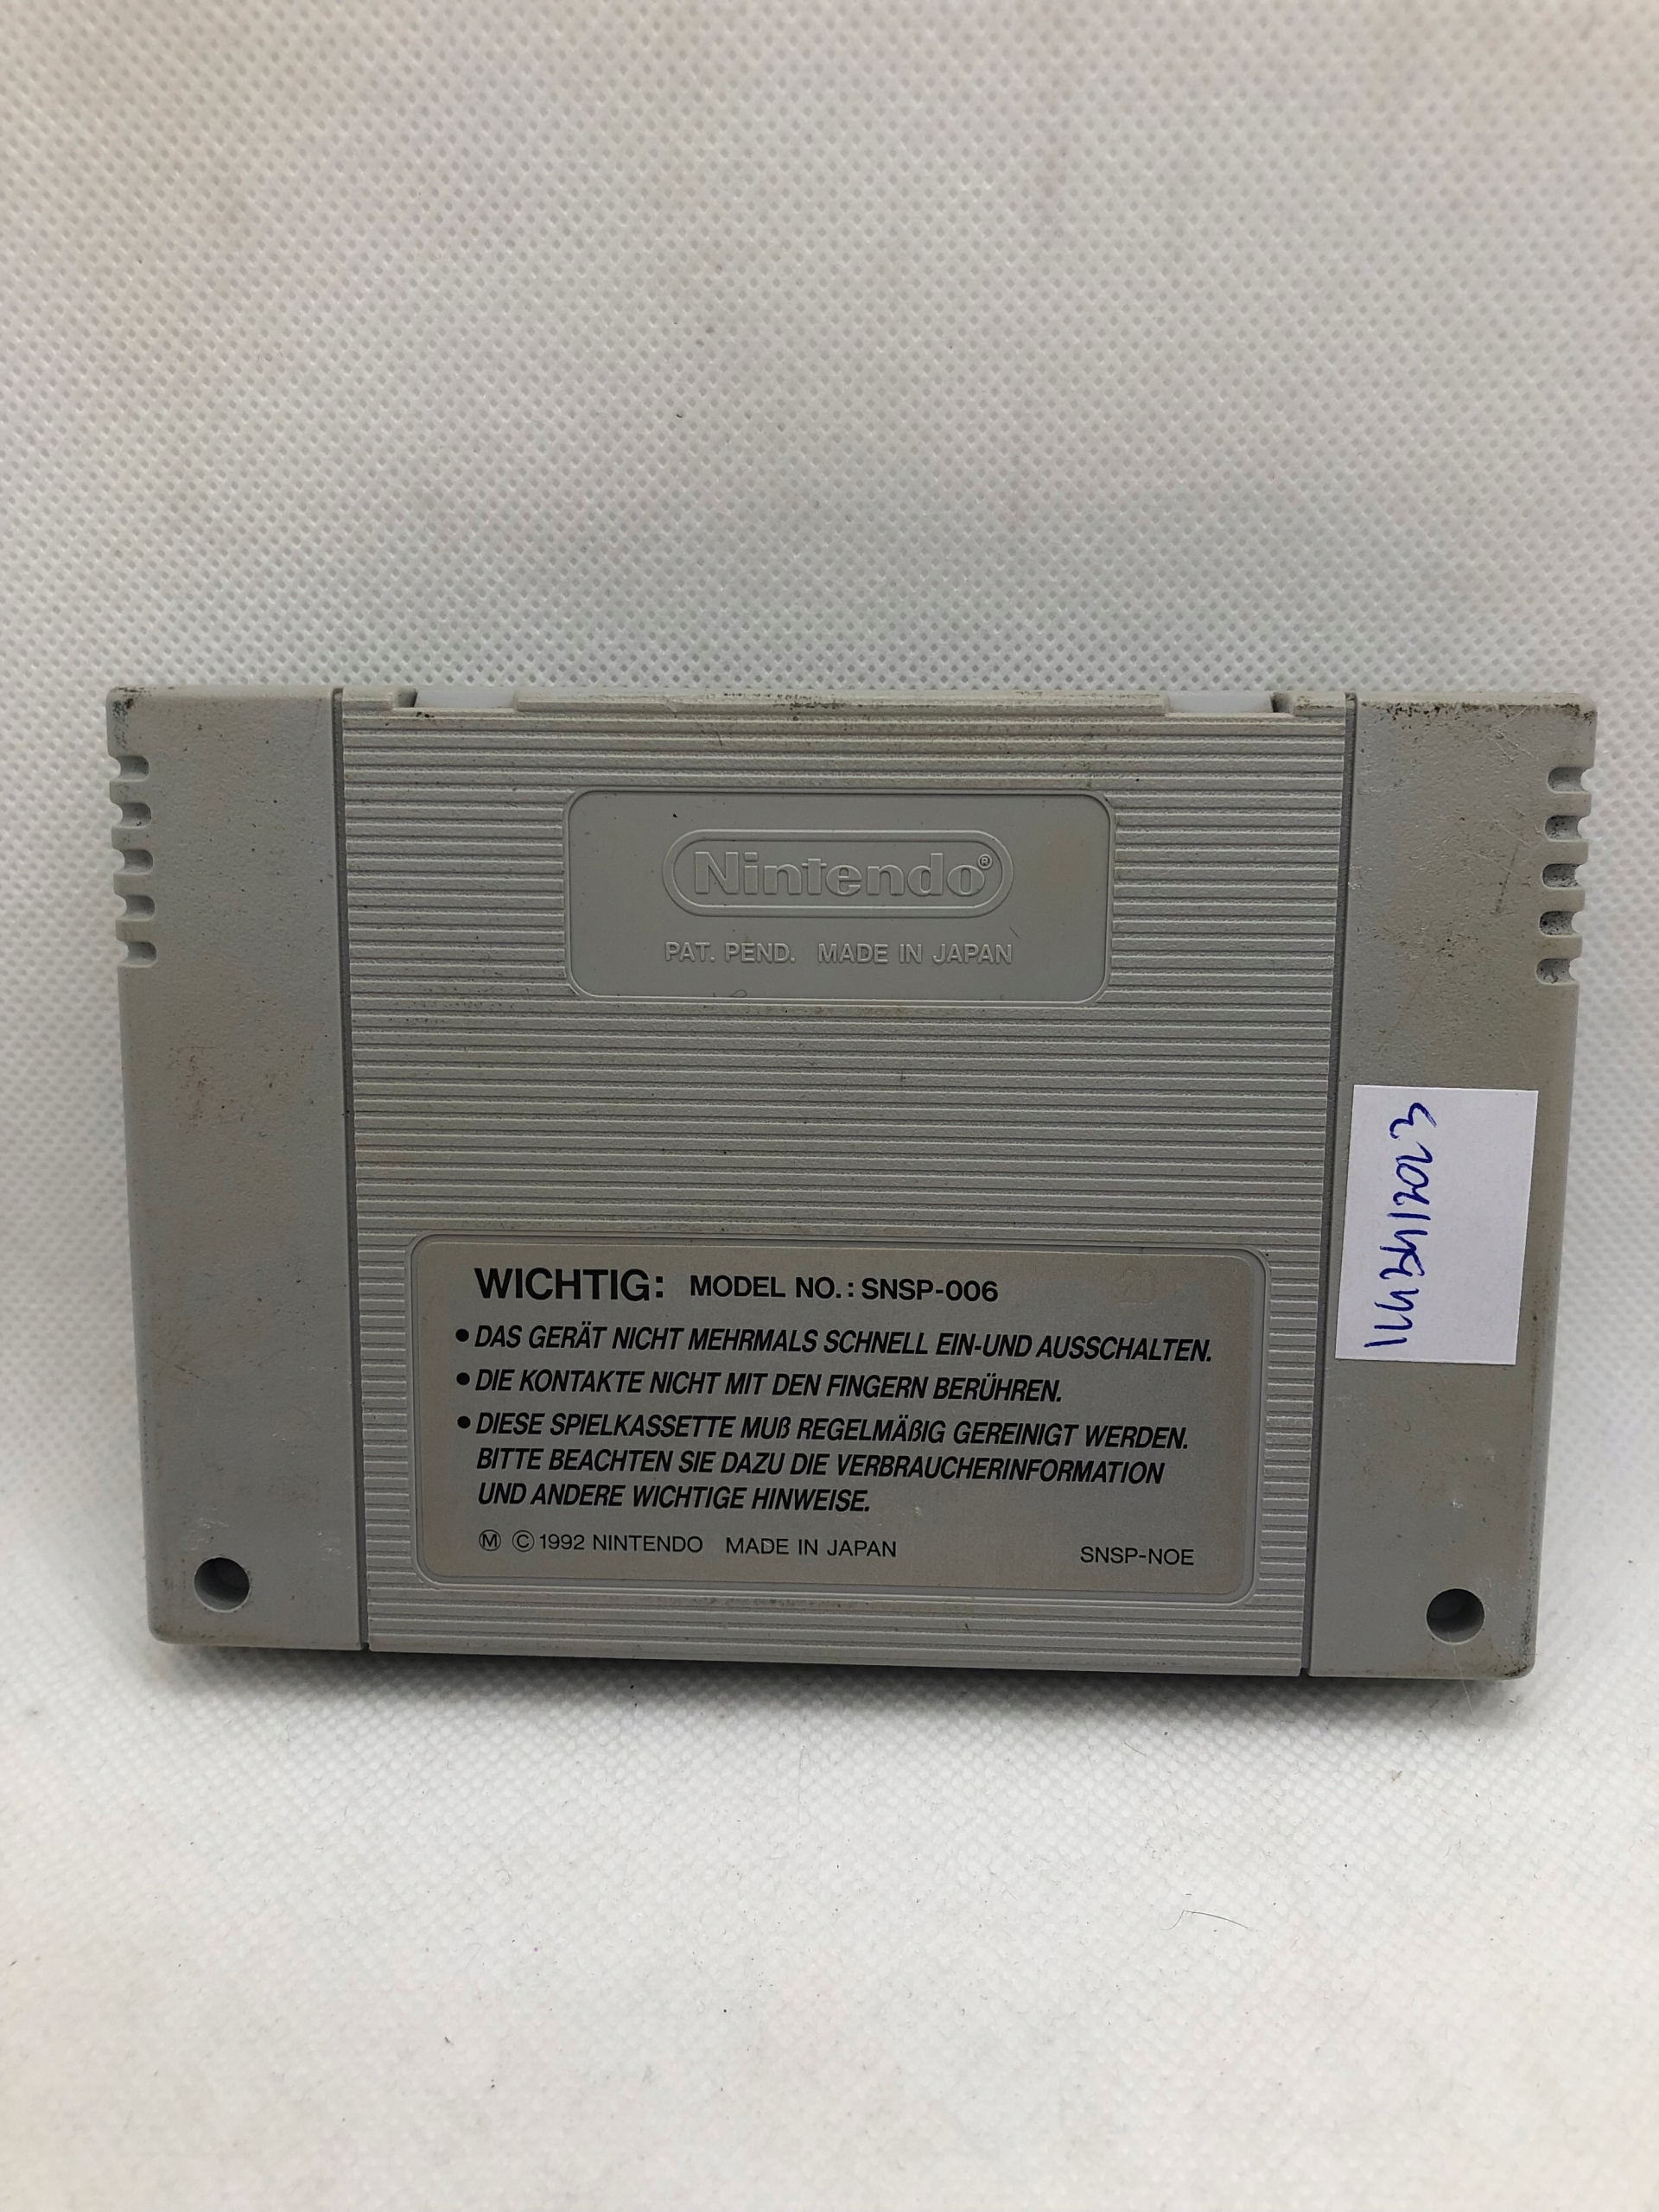 Nintendo®
PAT. PEND. MADE IN JAPAN
WICHTIG: MODEL NO.: SNSP-006
• DAS GERÄT NICHT MEHRMALS SCHNELL EIN-UND AUSSCHALTEN.
• DIE KONTAKTE NICHT MIT DEN FINGERN BERÜHREN.
• DIESE SPIELKASSETTE MUß REGELMÄßIG GEREINIGT WERDEN.
BITTE BEACHTEN SIE DAZU DIE VERBRAUCHERINFORMATION
UND ANDERE WICHTIGE HINWEISE.
Ⓜ © 1992 NINTENDO MADE IN JAPAN SNSP-NOE